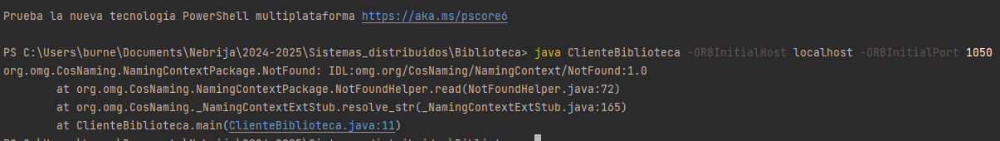 Prueba la nueva tecnología PowerShell multiplataforma https://aka.ms/pscore6
PS C:\Users\burne\Documents\Nebrija\2024-2025\Sistemas_distribuidos\Biblioteca> java ClienteBiblioteca -ORBInitialHost localhost -ORBInitialPort 1050
org.omg.CosNaming.NamingContextPackage.NotFound: IDL:omg.org/CosNaming/NamingContext/NotFound:1.0
        at org.omg.CosNaming.NamingContextPackage.NotFoundHelper.read(NotFoundHelper.java:72)
        at org.omg.CosNaming._NamingContextExtStub.resolve_str(_NamingContextExtStub.java:165)
        at ClienteBiblioteca.main(ClienteBiblioteca.java:11)